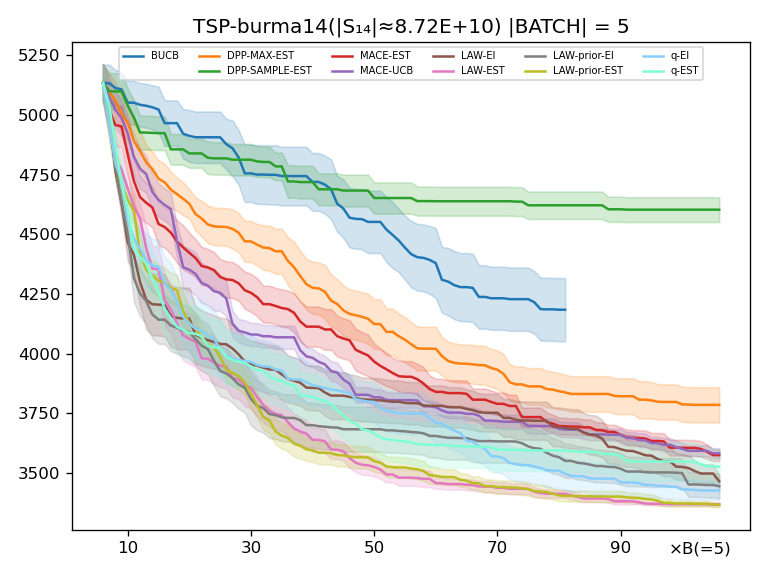 TSP-burma14(|S₁₄|≈8.72E+10) |BATCH| = 5
BUCB DPP-MAX-EST MACE-EST LAW-EI LAW-prior-EI q-EI
DPP-SAMPLE-EST MACE-UCB LAW-EST LAW-prior-EST q-EST
5250
5000
4750
4500
4250
4000
3750
3500
10 30 50 70 90 ×B(=5)